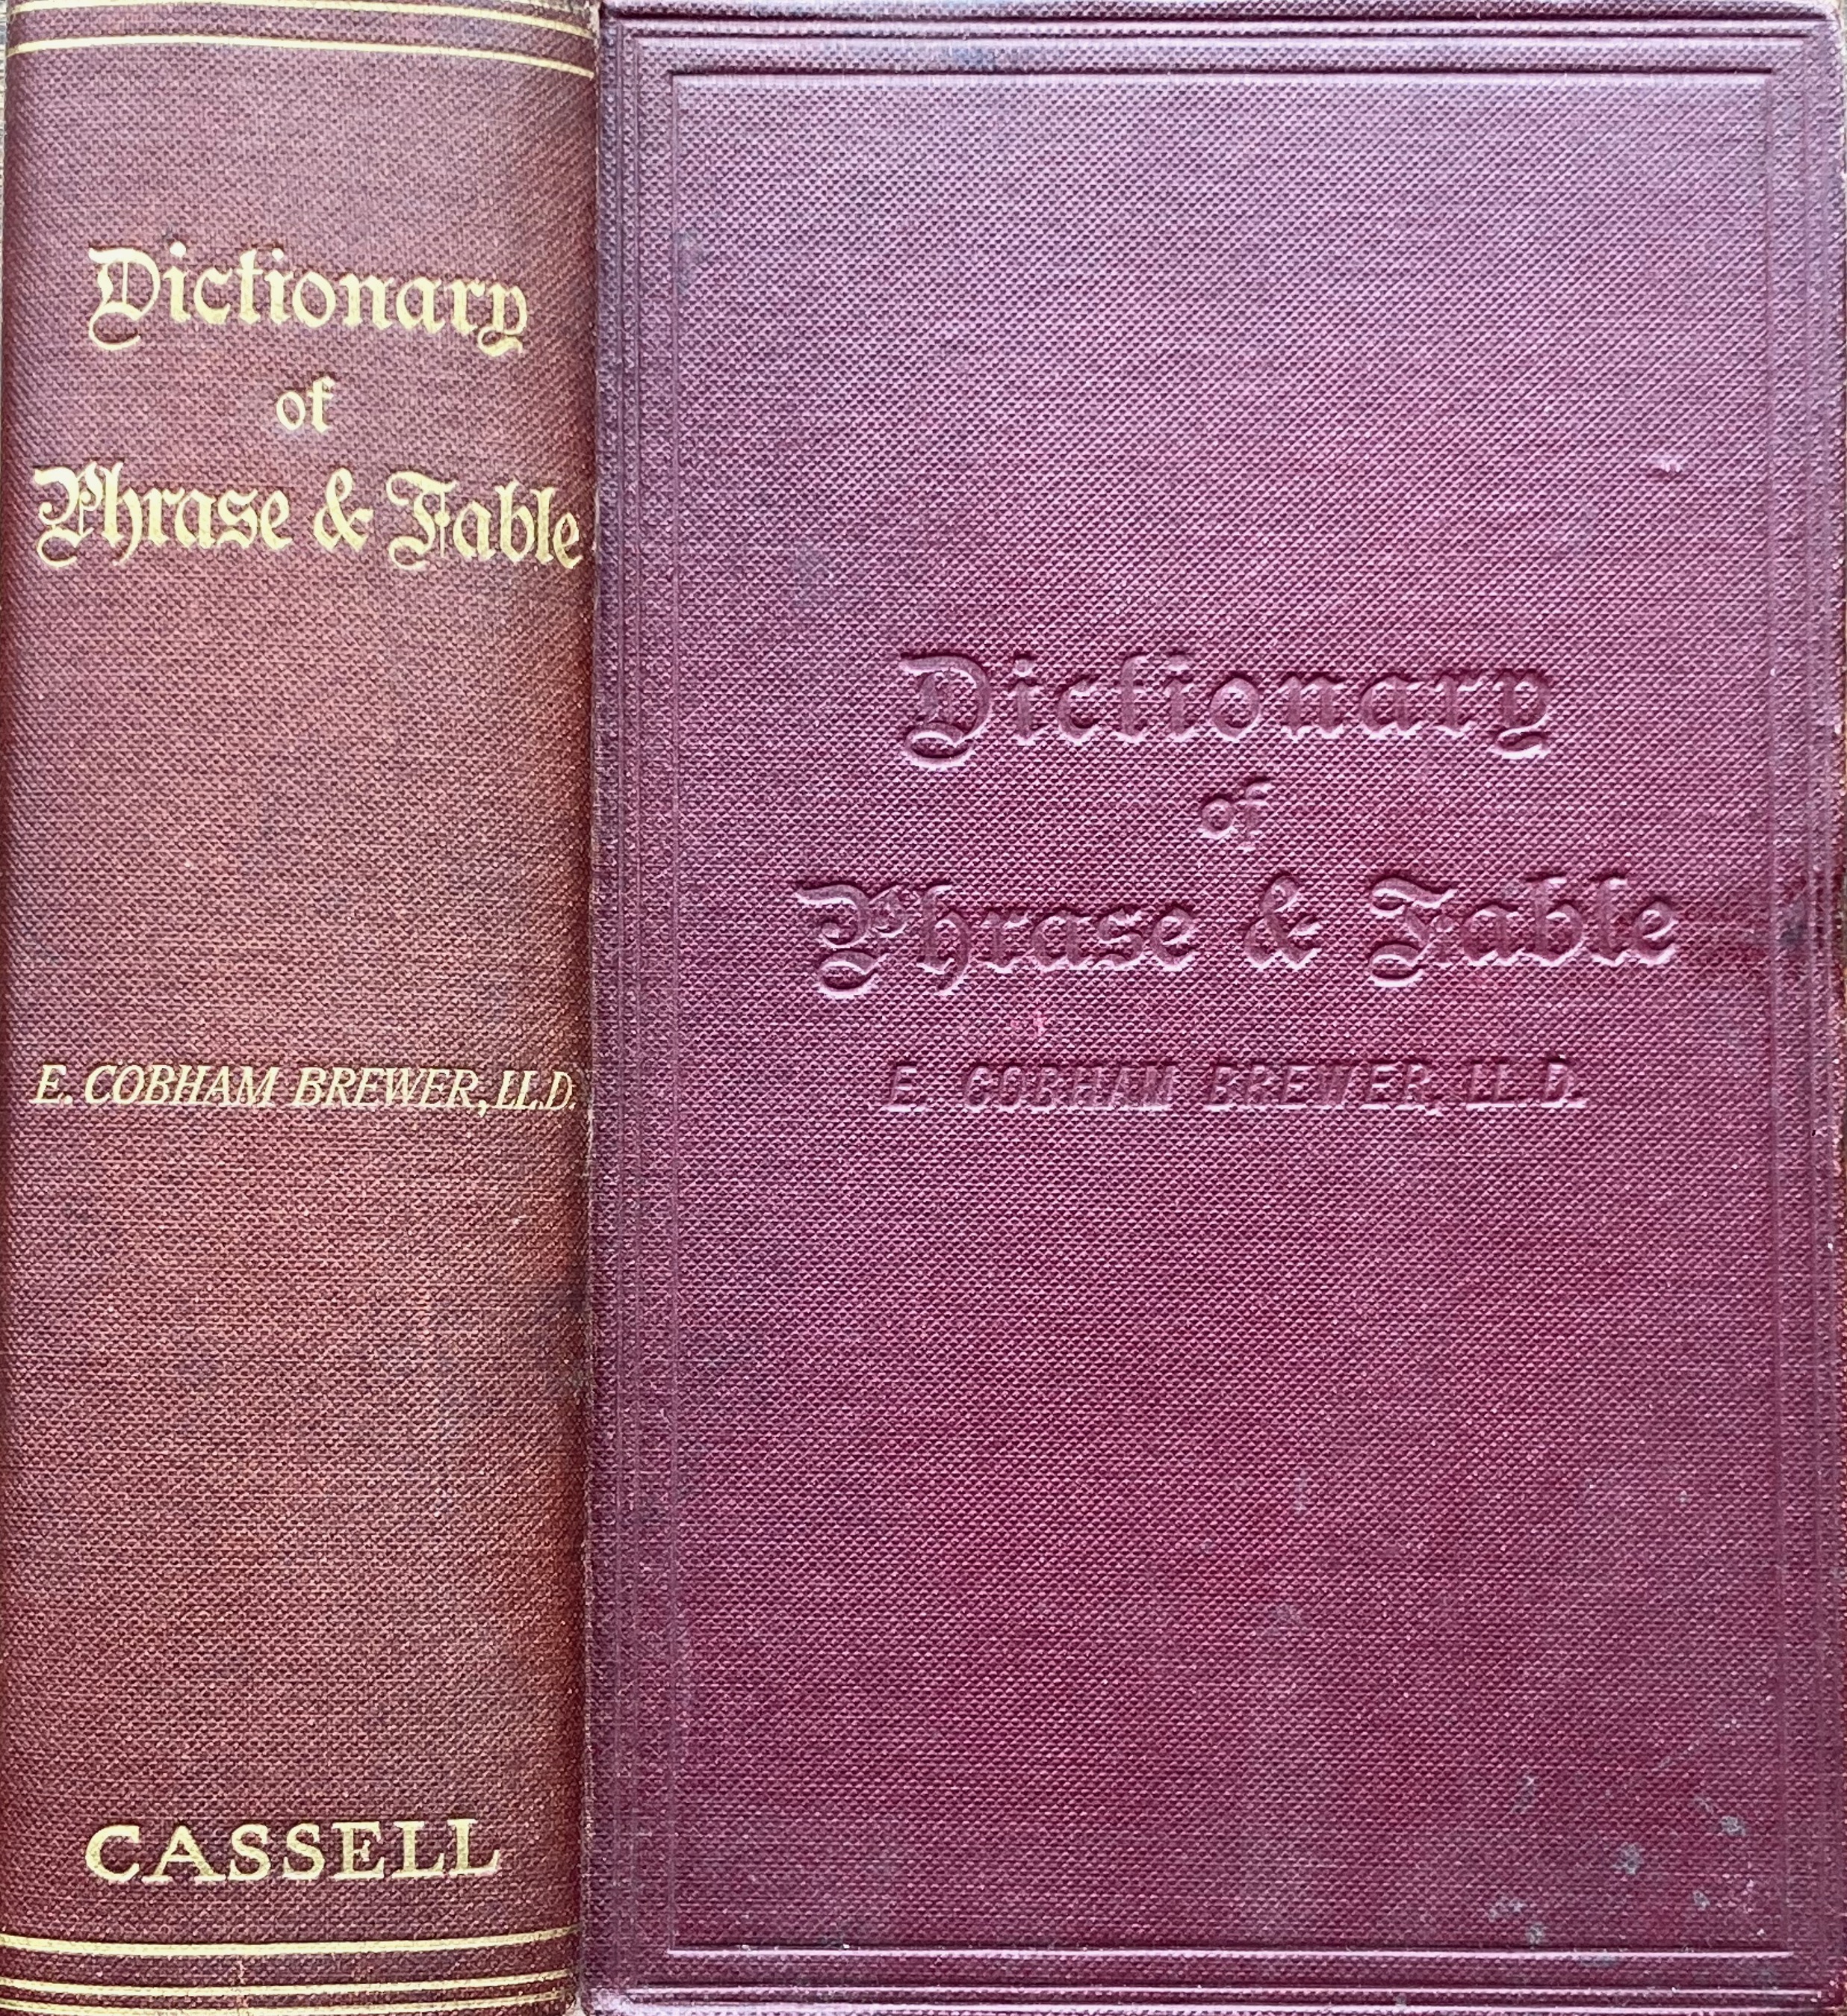 Dictionary
of
Phrase & Fable
E. COBHAM BREWER, LL.D.
CASSELL
Dictionary
of
Phrase & Fable
E. COBHAM BREWER, LL.D.